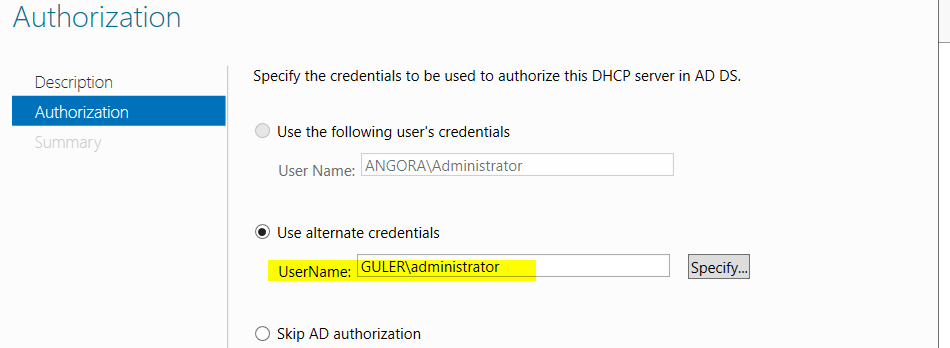 Authorization
Description
Authorization
Summary
Specify the credentials to be used to authorize this DHCP server in AD DS.
Use the following user's credentials
User Name: ANGORA\Administrator
Use alternate credentials
UserName: GULER\administrator
Specify...
Skip AD authorization